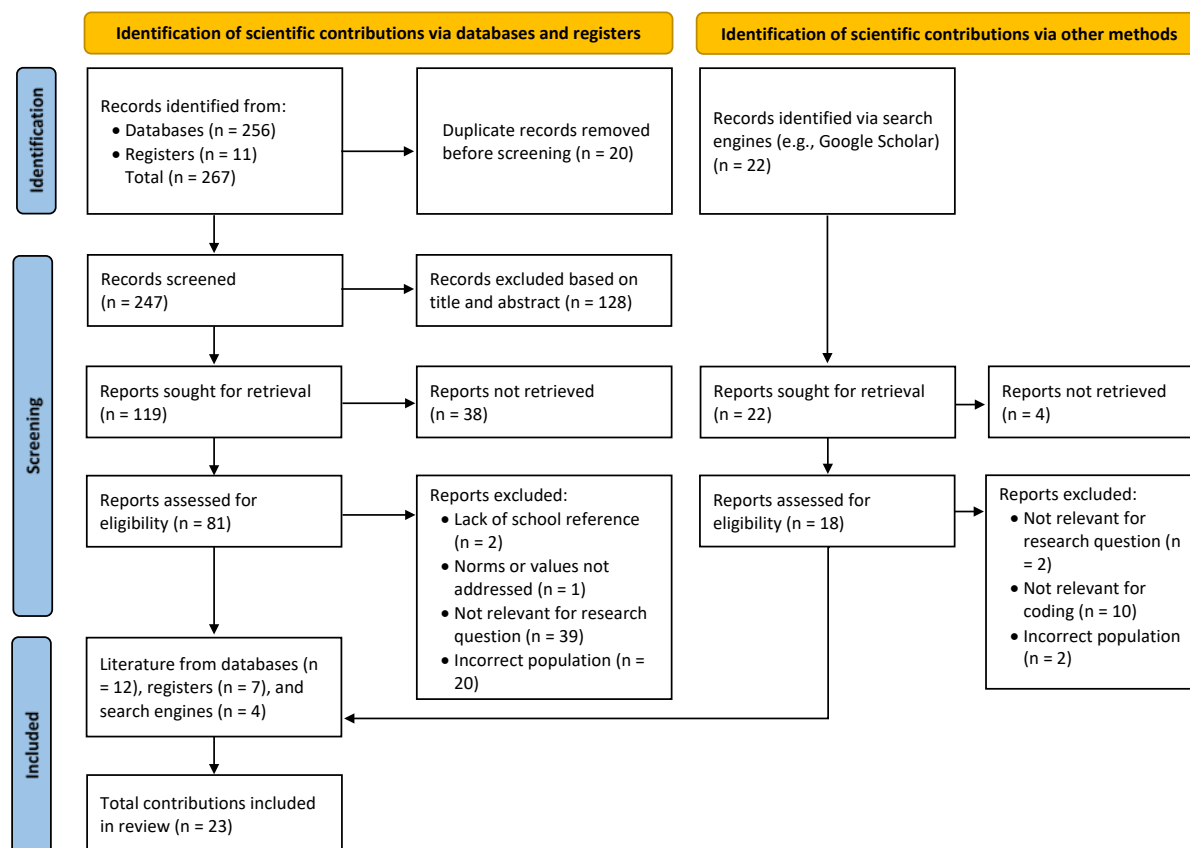 Identification of scientific contributions via databases and registers
Identification of scientific contributions via other methods
Identification
Records identified from:
• Databases (n = 256)
• Registers (n = 11)
Total (n = 267)
Duplicate records removed
before screening (n = 20)
Records identified via search
engines (e.g., Google Scholar)
(n = 22)
Screening
Records screened
(n = 247)
Records excluded based on
title and abstract (n = 128)
Reports sought for retrieval
(n = 119)
Reports not retrieved
(n = 38)
Reports sought for retrieval
(n = 22)
Reports not retrieved
(n = 4)
Reports assessed for
eligibility (n = 81)
Reports excluded:
• Lack of school reference
(n = 2)
• Norms or values not
addressed (n = 1)
• Not relevant for research
question (n = 39)
• Incorrect population (n =
20)
Reports assessed for
eligibility (n = 18)
Reports excluded:
• Not relevant for
research question (n
= 2)
• Not relevant for
coding (n = 10)
• Incorrect population
(n = 2)
Included
Literature from databases (n
= 12), registers (n = 7), and
search engines (n = 4)
Total contributions included
in review (n = 23)